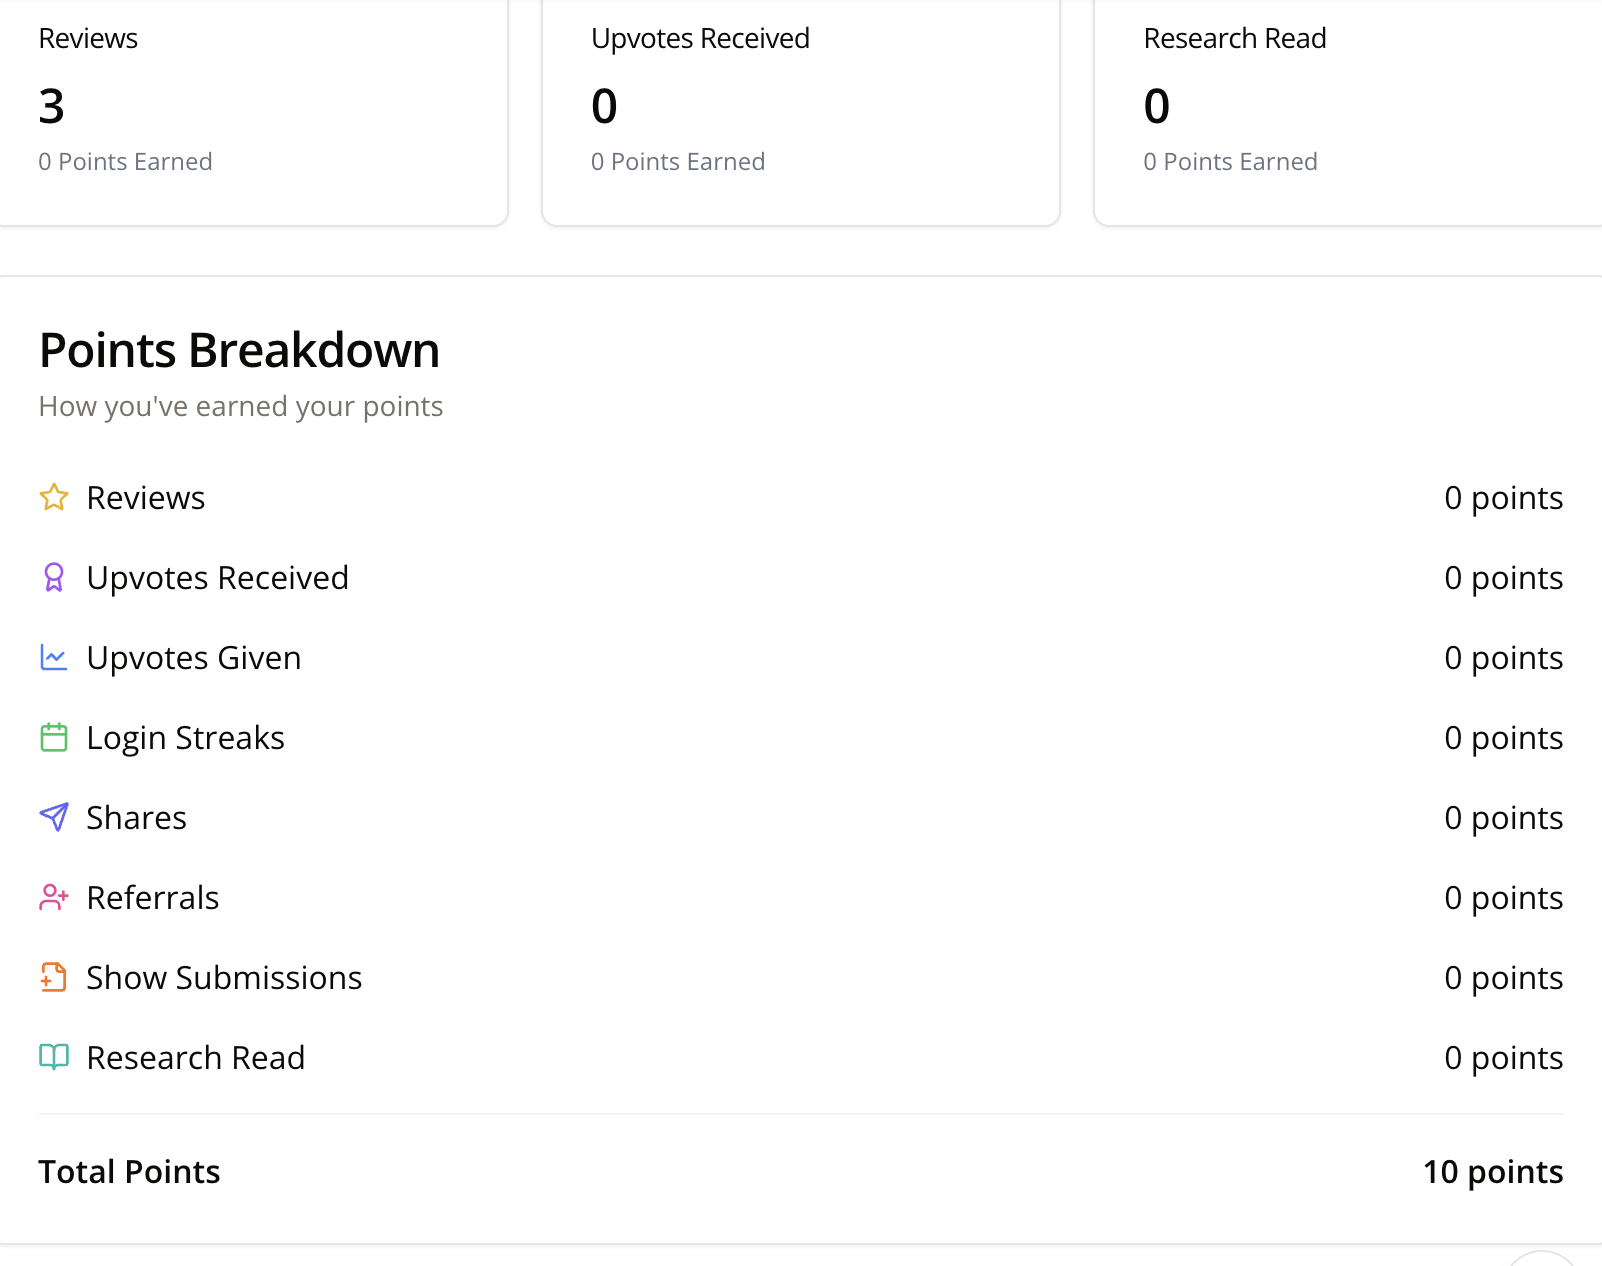 Reviews
3
0 Points Earned
Upvotes Received
0
0 Points Earned
Research Read
0
0 Points Earned
Points Breakdown
How you've earned your points
Reviews 0 points
Upvotes Received 0 points
Upvotes Given 0 points
Login Streaks 0 points
Shares 0 points
Referrals 0 points
Show Submissions 0 points
Research Read 0 points
Total Points 10 points